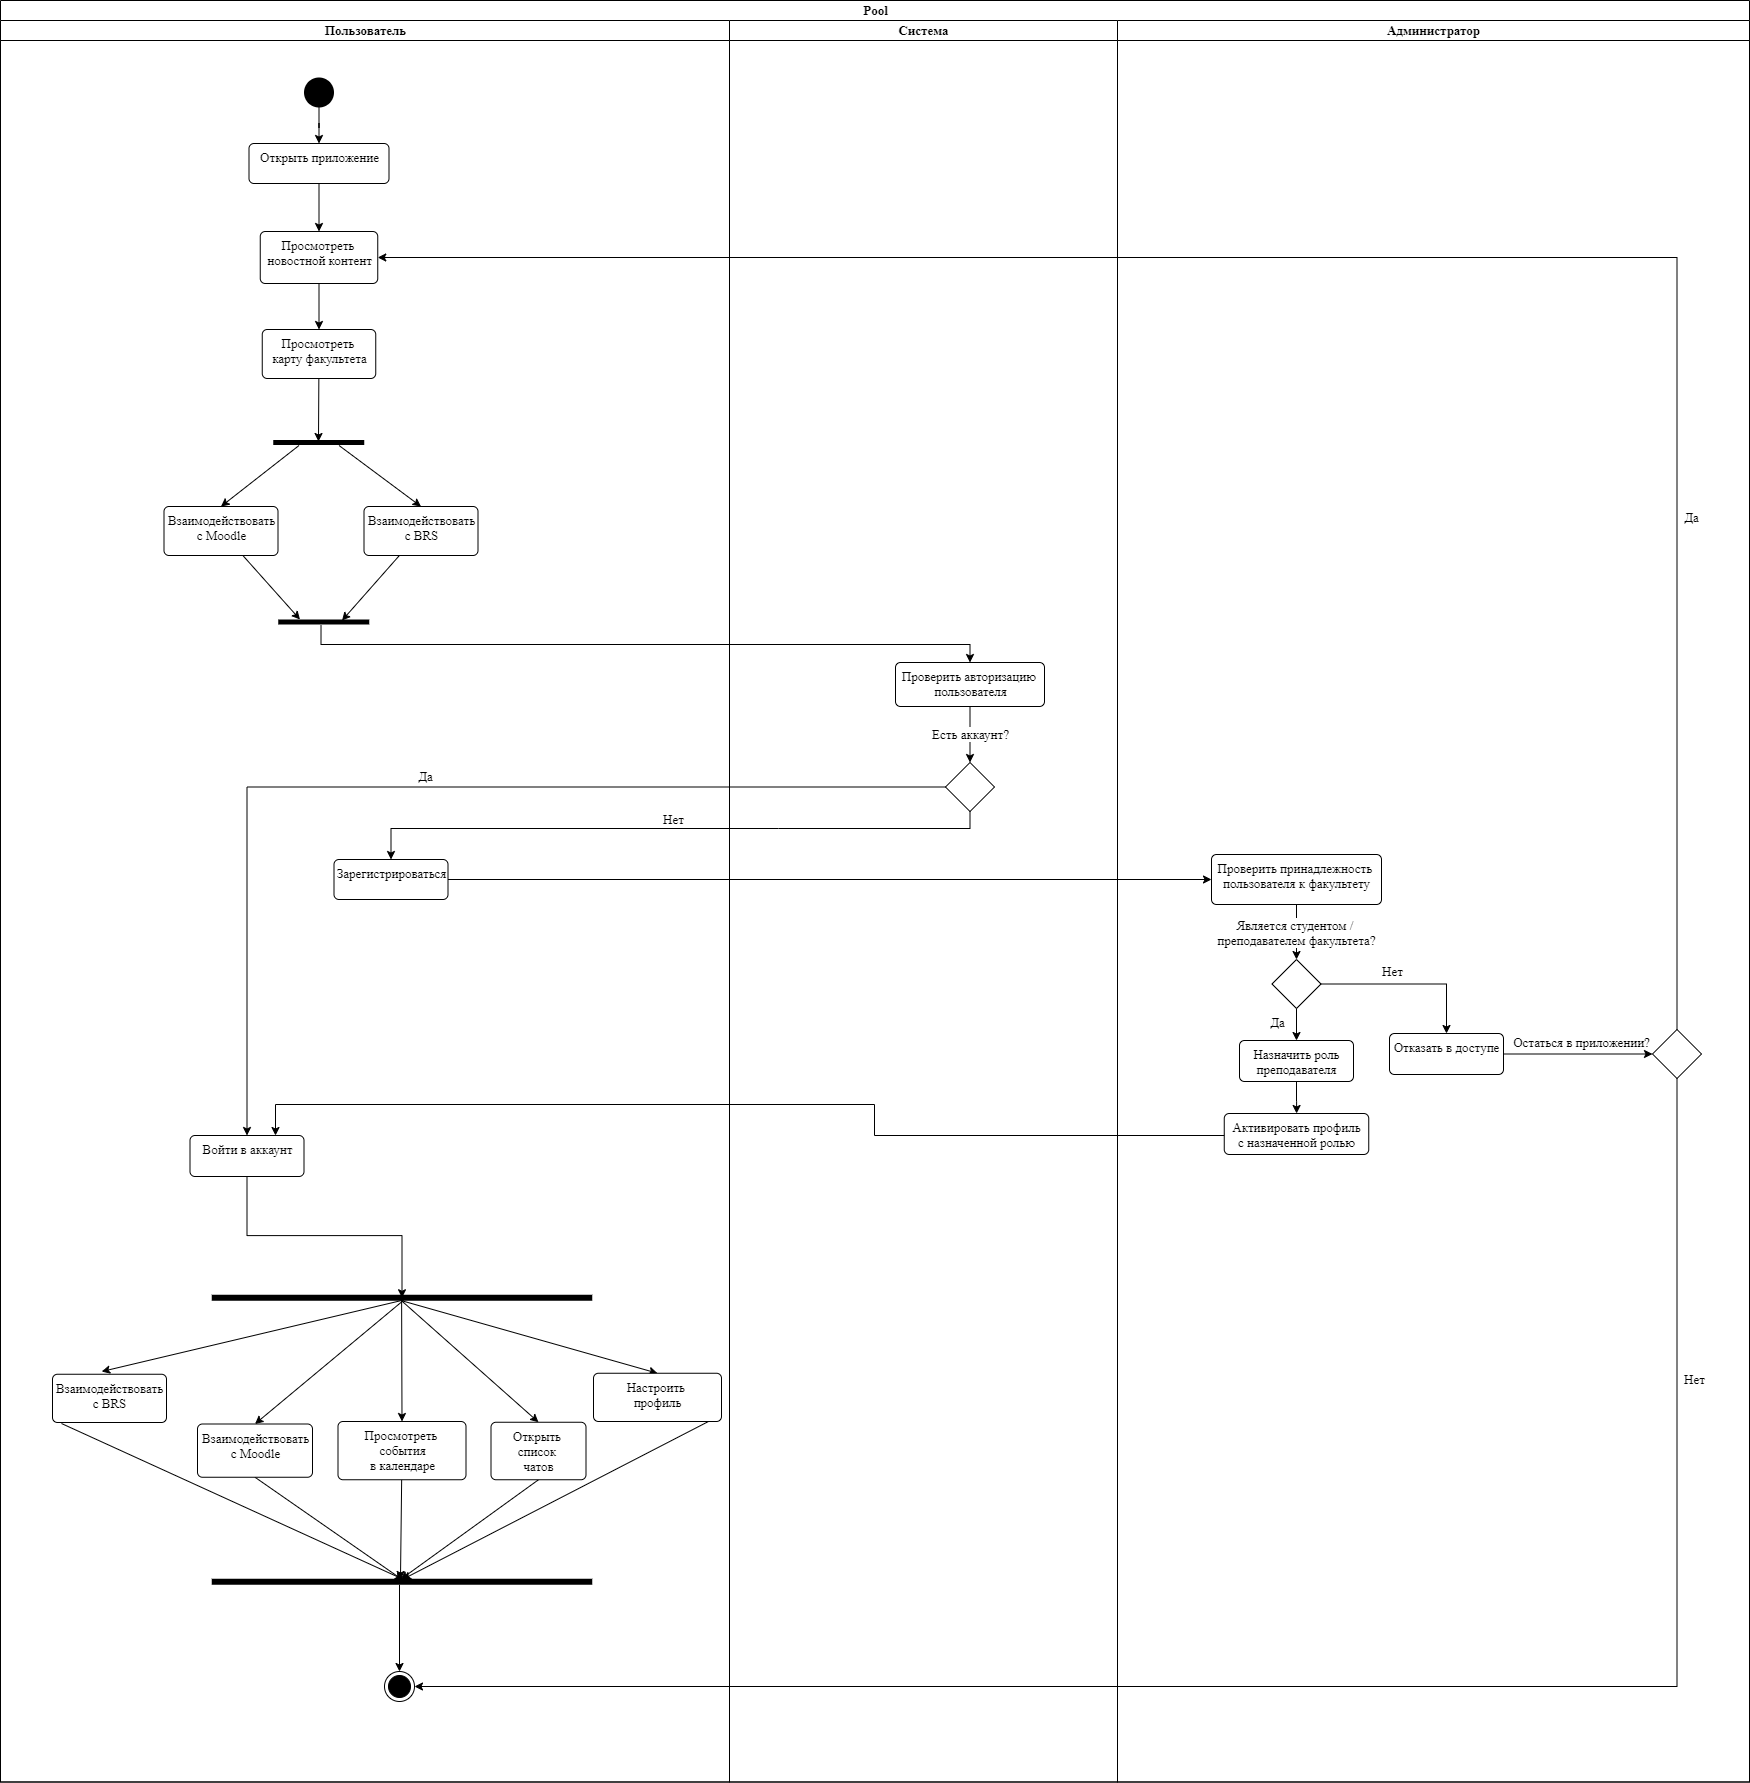 Pool
Пользователь
Система
Администратор
Открыть приложение
Просмотреть
новостной контент
Просмотреть
карту факультета
Взаимодействовать
с Moodle
Взаимодействовать
с BRS
Да
Проверить авторизацию
пользователя
Есть аккаунт?
Да
Нет
Зарегистрироваться
Проверить принадлежность
пользователя к факультету
Является студентом /
преподавателем факультета?
Нет
Да
Остаться в приложении?
Отказать в доступе
Назначить роль
преподавателя
Активировать профиль
с назначенной ролью
Войти в аккаунт
Взаимодействовать
с BRS
Взаимодействовать
с Moodle
Просмотреть
события
в календаре
Открыть
список
чатов
Настроить
профиль
Нет